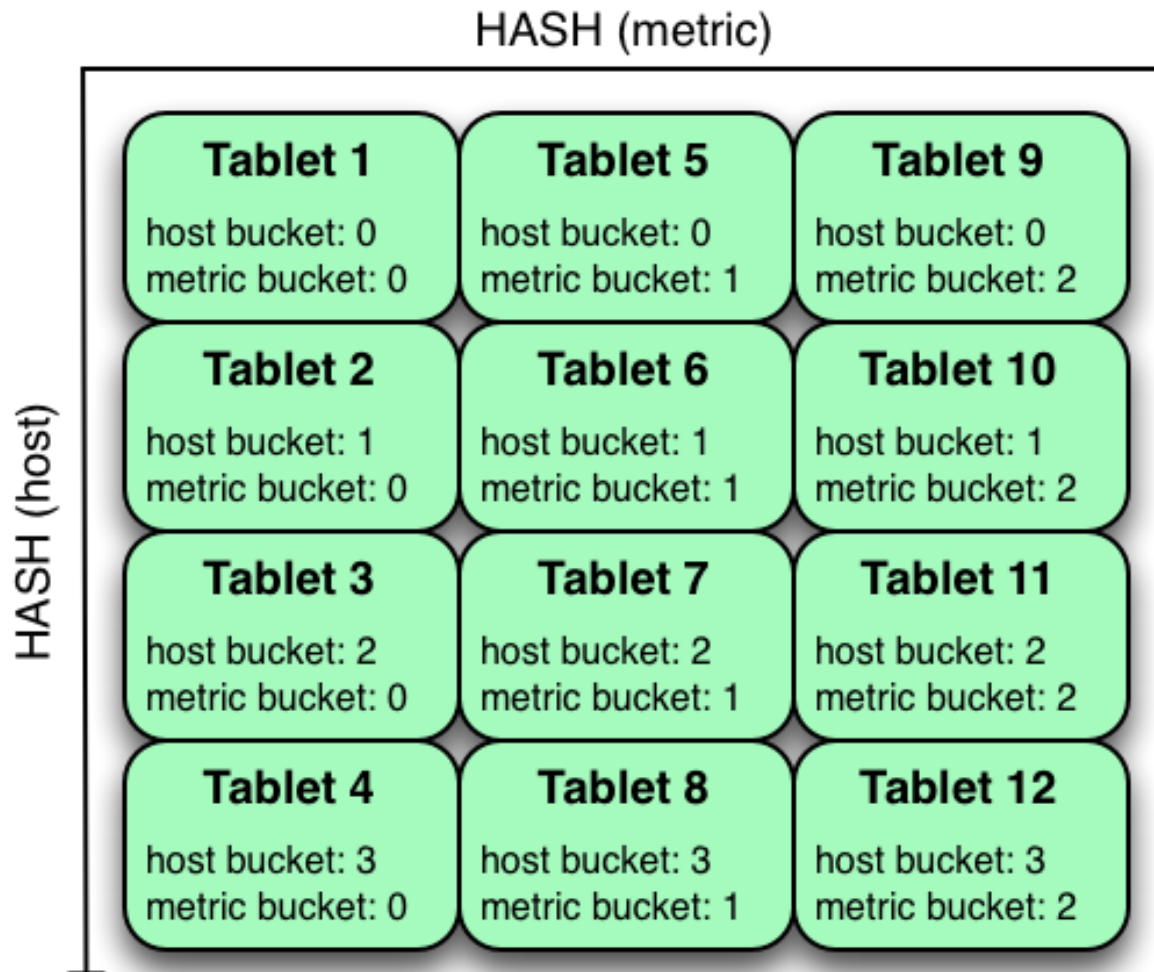 HASH (metric)
HASH (host)
Tablet 1
host bucket: 0
metric bucket: 0
Tablet 5
host bucket: 0
metric bucket: 1
Tablet 9
host bucket: 0
metric bucket: 2
Tablet 2
host bucket: 1
metric bucket: 0
Tablet 6
host bucket: 1
metric bucket: 1
Tablet 10
host bucket: 1
metric bucket: 2
Tablet 3
host bucket: 2
metric bucket: 0
Tablet 7
host bucket: 2
metric bucket: 1
Tablet 11
host bucket: 2
metric bucket: 2
Tablet 4
host bucket: 3
metric bucket: 0
Tablet 8
host bucket: 3
metric bucket: 1
Tablet 12
host bucket: 3
metric bucket: 2